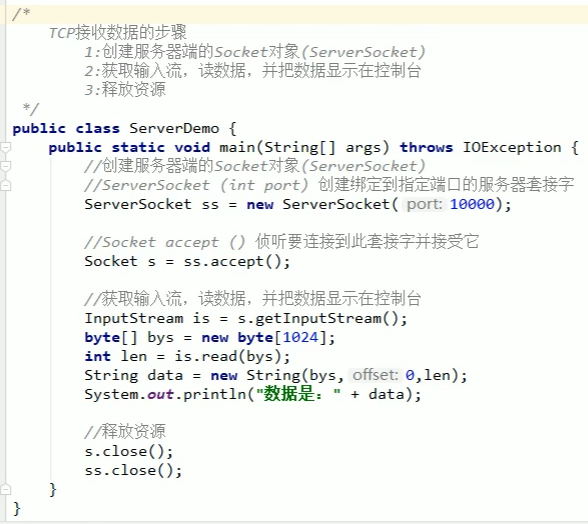 /*
    TCP接收数据的步骤
        1:创建服务器端的Socket对象(ServerSocket)
        2:获取输入流，读数据，并把数据显示在控制台
        3:释放资源
 */
public class ServerDemo {
    public static void main(String[] args) throws IOException {
        //创建服务器端的Socket对象(ServerSocket)
        //ServerSocket (int port) 创建绑定到指定端口的服务器套接字
        ServerSocket ss = new ServerSocket( port: 10000);

        //Socket accept () 侦听要连接到此套接字并接受它
        Socket s = ss.accept();

        //获取输入流，读数据，并把数据显示在控制台
        InputStream is = s.getInputStream();
        byte[] bys = new byte[1024];
        int len = is.read(bys);
        String data = new String(bys, offset: 0,len);
        System.out.println("数据是：" + data);

        //释放资源
        s.close();
        ss.close();
    }
}